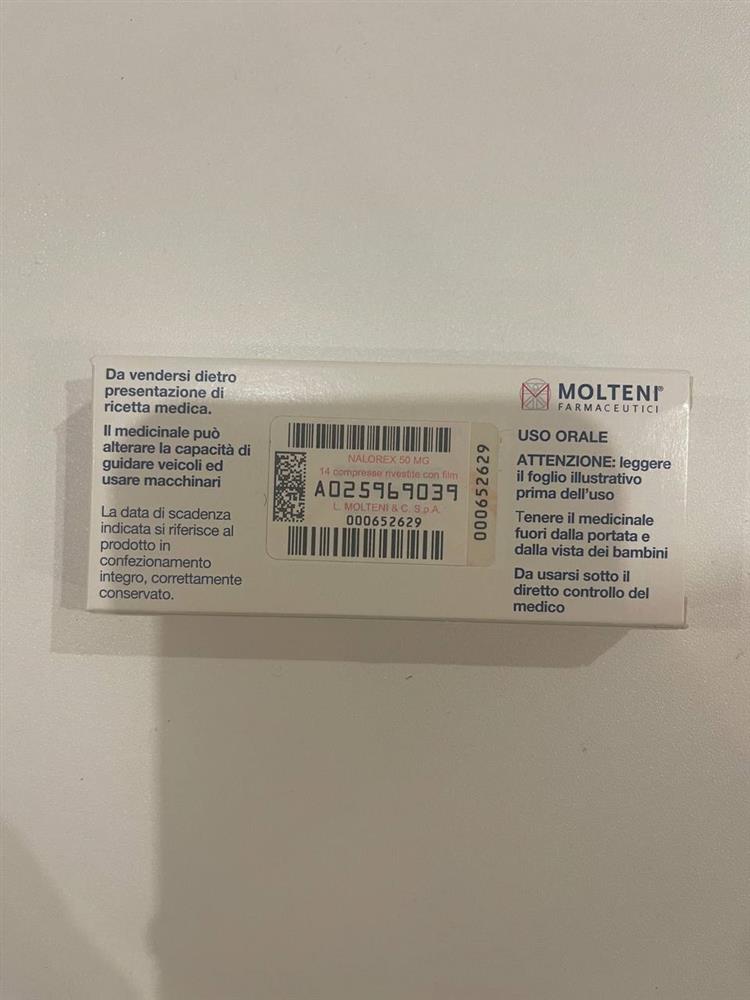 Da vendersi dietro
presentazione di
ricetta medica.
Il medicinale può
alterare la capacità di
guidare veicoli ed
usare macchinari
La data di scadenza
indicata si riferisce al
prodotto in
confezionamento
integro, correttamente
conservato.
NALOREX 50 MG
14 compresse rivestite con film
A025969039
L. MOLTENI & C. S.p.A.
000652629
000652629
MOLTENI®
FARMACEUTICI
USO ORALE
ATTENZIONE: leggere
il foglio illustrativo
prima dell'uso
Tenere il medicinale
fuori dalla portata e
dalla vista dei bambini
Da usarsi sotto il
diretto controllo del
medico